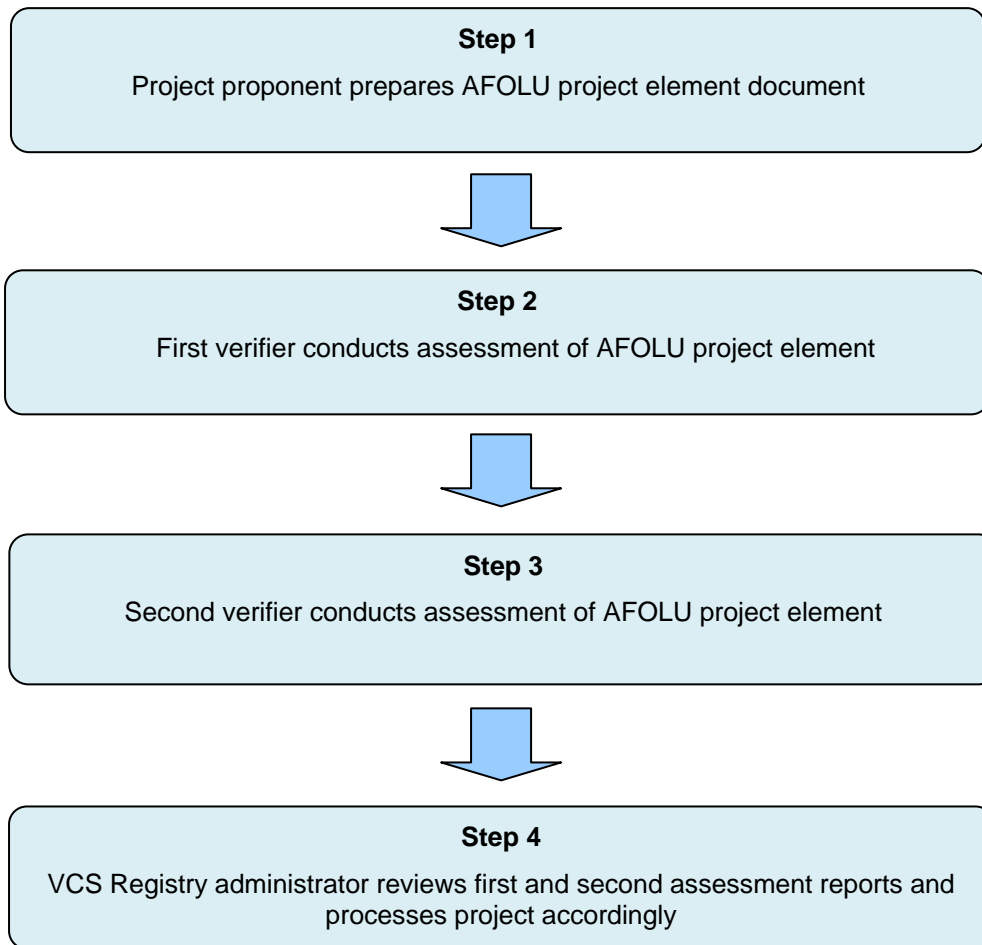 Step 1
Project proponent prepares AFOLU project element document
Step 2
First verifier conducts assessment of AFOLU project element
Step 3
Second verifier conducts assessment of AFOLU project element
Step 4
VCS Registry administrator reviews first and second assessment reports and
processes project accordingly